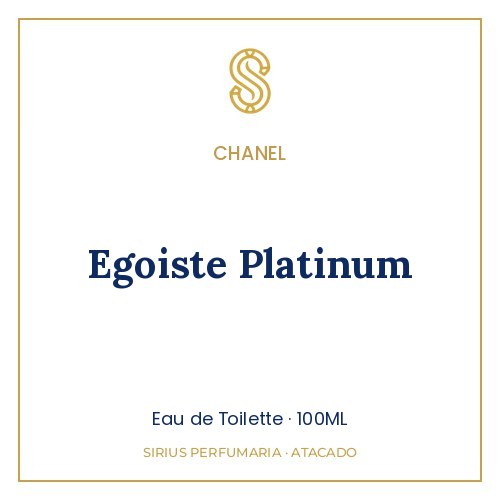 CHANEL
Egoiste Platinum
Eau de Toilette · 100ML
SIRIUS PERFUMARIA · ATACADO